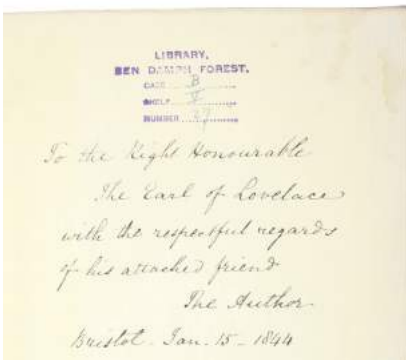 LIBRARY,
BEN DAMPH FOREST.
CASE B
SHELF
NUMBER 37
To the Right Honourable
The Earl of Lovelace
with the respectful regards
of his attached friend
The Author
Bristol. Jan. 15 - 1844